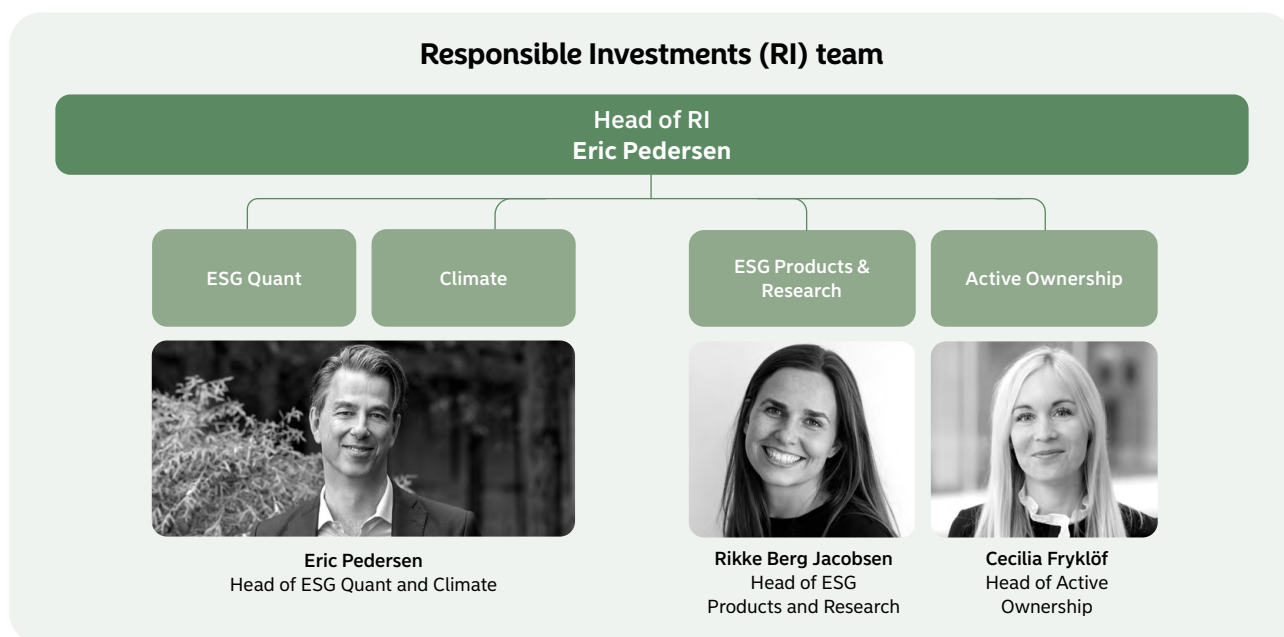 Responsible Investments (RI) team
Head of RI
Eric Pedersen
ESG Quant
Climate
ESG Products &
Research
Active Ownership
Eric Pedersen
Head of ESG Quant and Climate
Rikke Berg Jacobsen
Head of ESG
Products and Research
Cecilia Fryklöf
Head of Active
Ownership